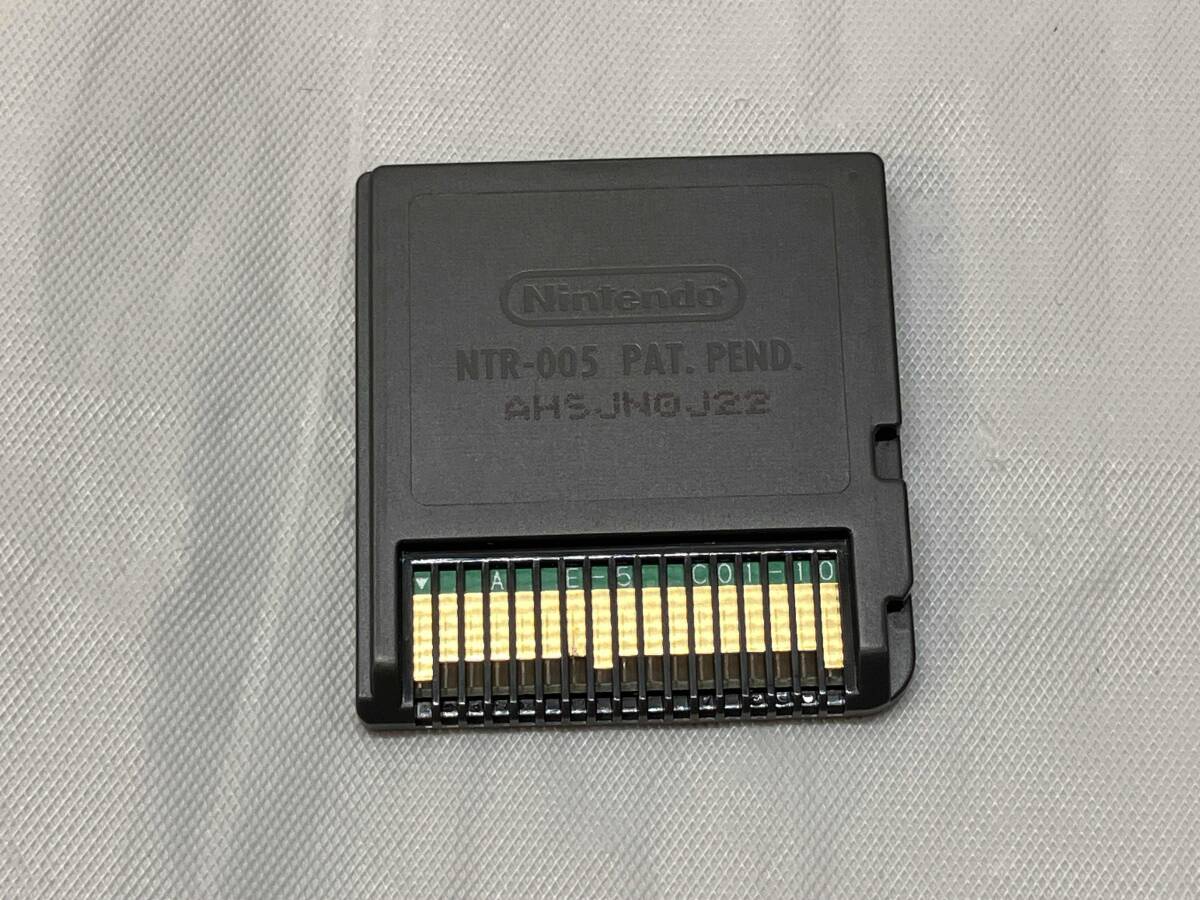 Nintendo
NTR-005 PAT. PEND.
AHSJN0J22
A E-5 C01-10